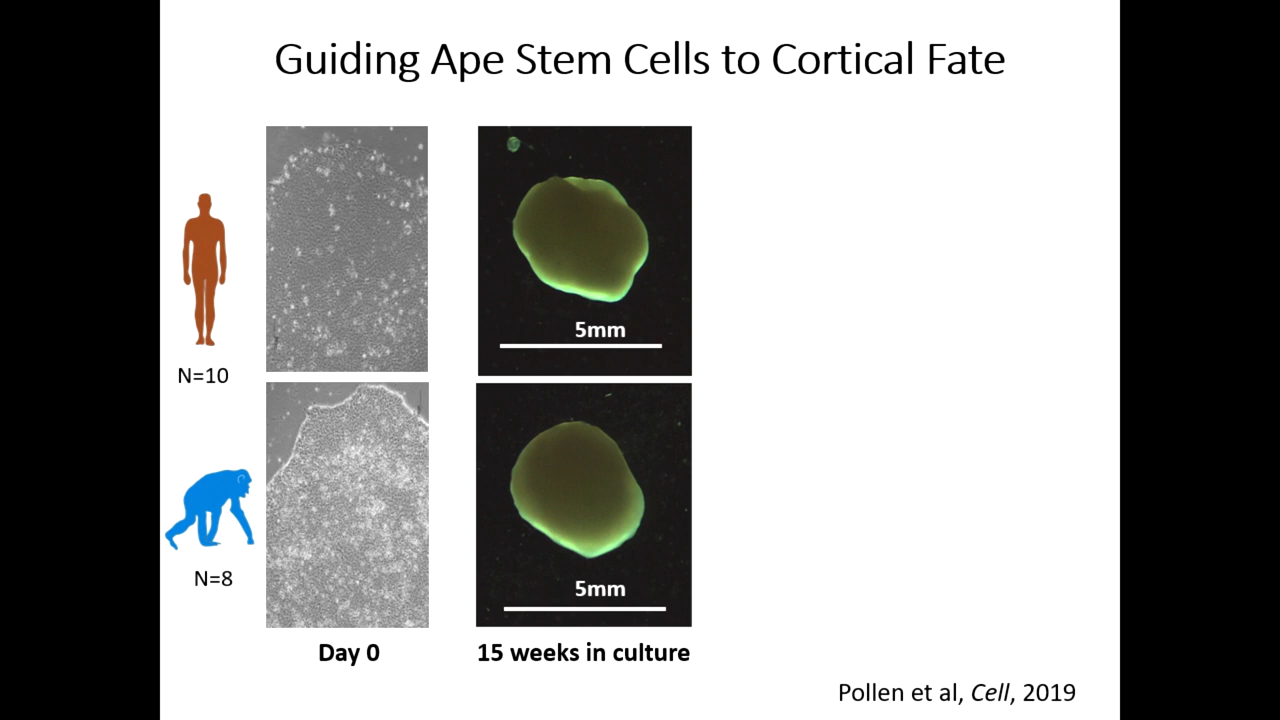 Guiding Ape Stem Cells to Cortical Fate
5mm
N=10
5mm
N=8
Day 0
15 weeks in culture
Pollen et al, Cell, 2019